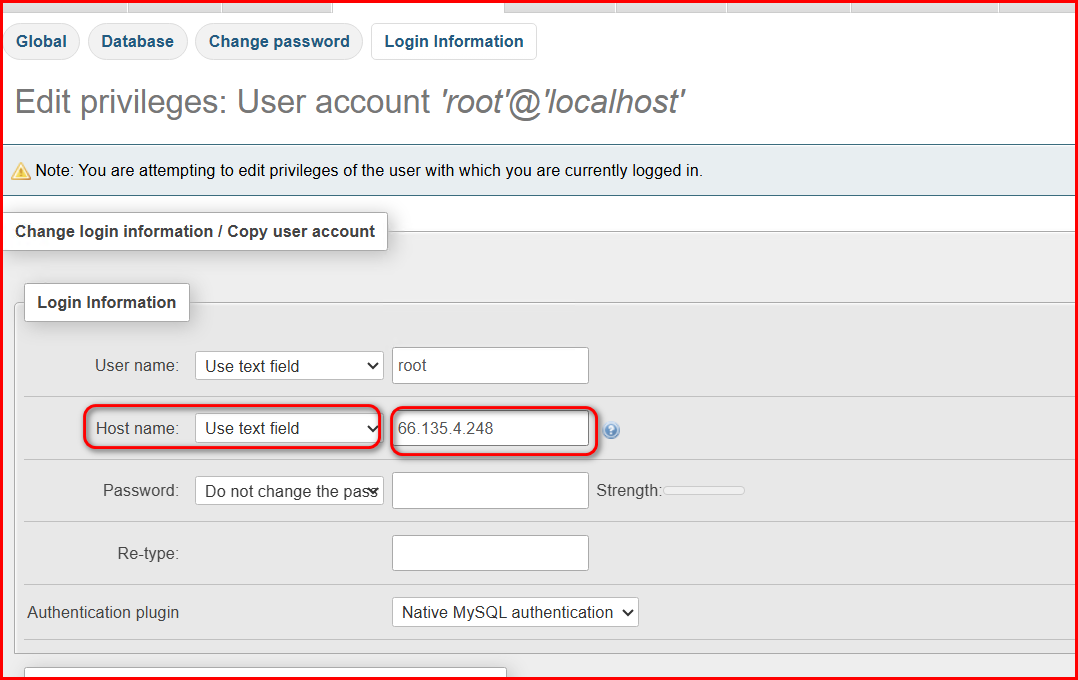 Global Database Change password Login Information
Edit privileges: User account 'root'@'localhost'
Note: You are attempting to edit privileges of the user with which you are currently logged in.
Change login information / Copy user account
Login Information
User name: Use text field root
Host name: Use text field 66.135.4.248
Password: Do not change the pass Strength:
Re-type:
Authentication plugin Native MySQL authentication